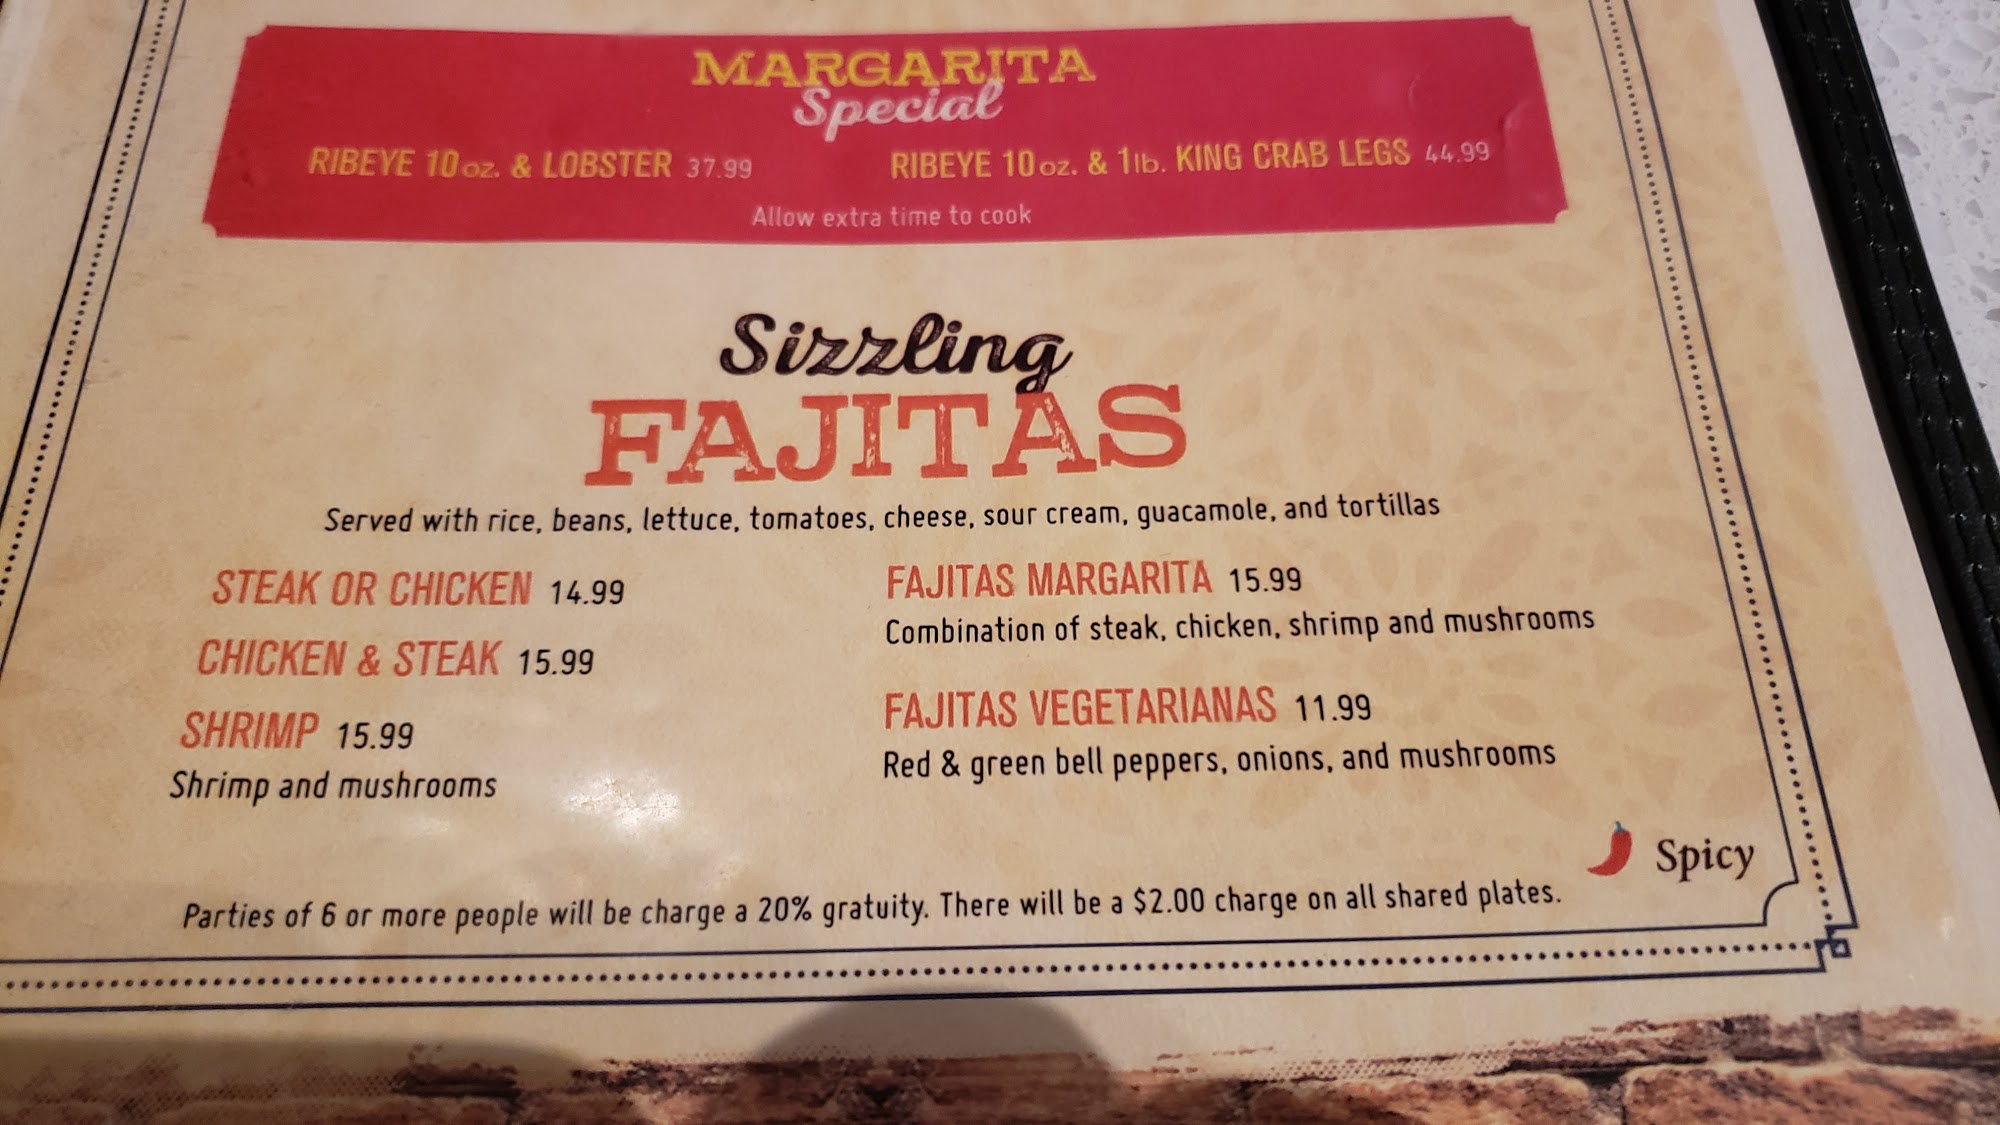 MARGARITA
Special
RIBEYE 10 oz. & LOBSTER 37.99
RIBEYE 10 oz. & 1lb. KING CRAB LEGS 44.99
Allow extra time to cook
Sizzling
FAJITAS
Served with rice, beans, lettuce, tomatoes, cheese, sour cream, guacamole, and tortillas
STEAK OR CHICKEN 14.99
CHICKEN & STEAK 15.99
SHRIMP 15.99
Shrimp and mushrooms
FAJITAS MARGARITA 15.99
Combination of steak, chicken, shrimp and mushrooms
FAJITAS VEGETARIANAS 11.99
Red & green bell peppers, onions, and mushrooms
Spicy
Parties of 6 or more people will be charge a 20% gratuity. There will be a $2.00 charge on all shared plates.